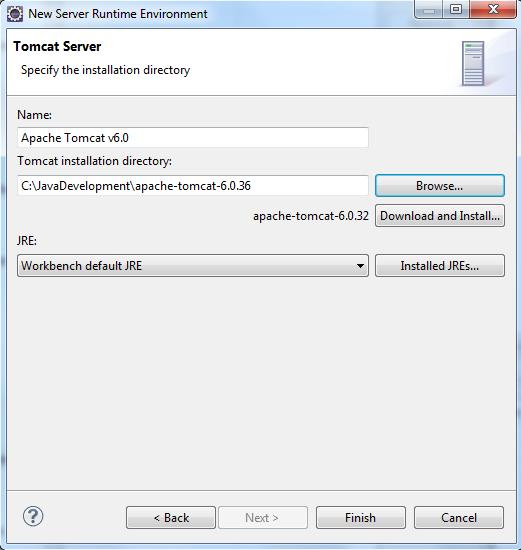 New Server Runtime Environment
Tomcat Server
Specify the installation directory
Name:
Apache Tomcat v6.0
Tomcat installation directory:
C:\JavaDevelopment\apache-tomcat-6.0.36 Browse...
apache-tomcat-6.0.32 Download and Install...
JRE:
Workbench default JRE Installed JREs...
? < Back Next > Finish Cancel